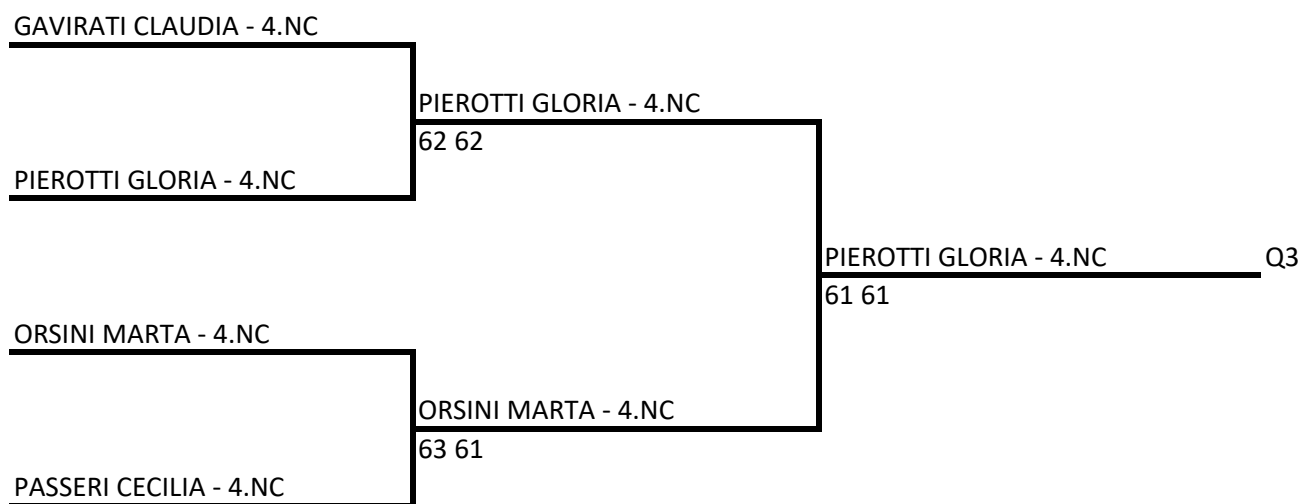 GAVIRATI CLAUDIA - 4.NC
PIEROTTI GLORIA - 4.NC
62 62
PIEROTTI GLORIA - 4.NC
PIEROTTI GLORIA - 4.NC Q3
61 61
ORSINI MARTA - 4.NC
ORSINI MARTA - 4.NC
63 61
PASSERI CECILIA - 4.NC